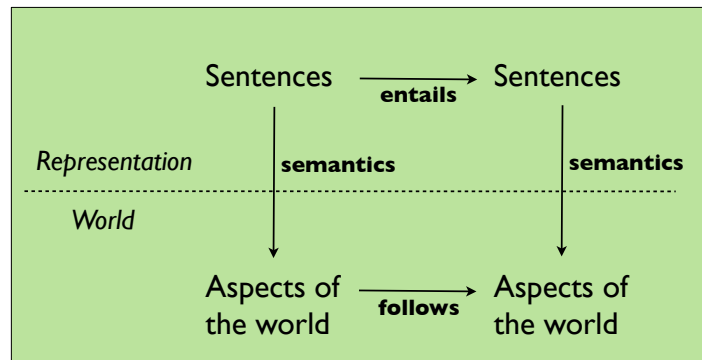 Sentences
entails
Sentences
Representation
semantics
semantics
World
Aspects of
the world
follows
Aspects of
the world